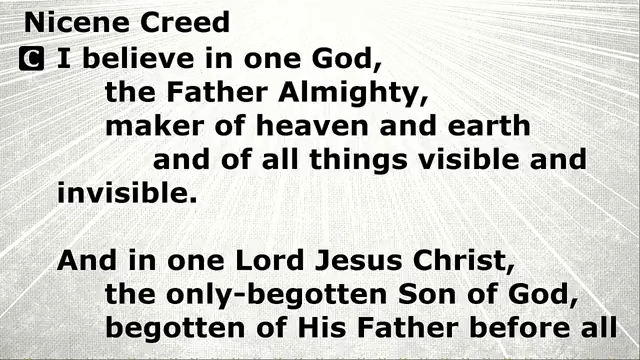 Nicene Creed
C I believe in one God,
the Father Almighty,
maker of heaven and earth
and of all things visible and
invisible.
And in one Lord Jesus Christ,
the only-begotten Son of God,
begotten of His Father before all